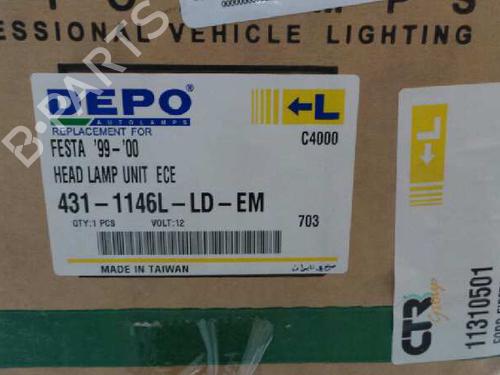 ESSIONAL VEHICLE LIGHTING
DEPO®
AUTOLAMPS
REPLACEMENT FOR
FESTA '99-'00
HEAD LAMP UNIT ECE
431-1146L-LD-EM
QTY:1 PCS VOLT:12
MADE IN TAIWAN
L
C4000
703
L
CTR
Group
11310501
B-PARTS